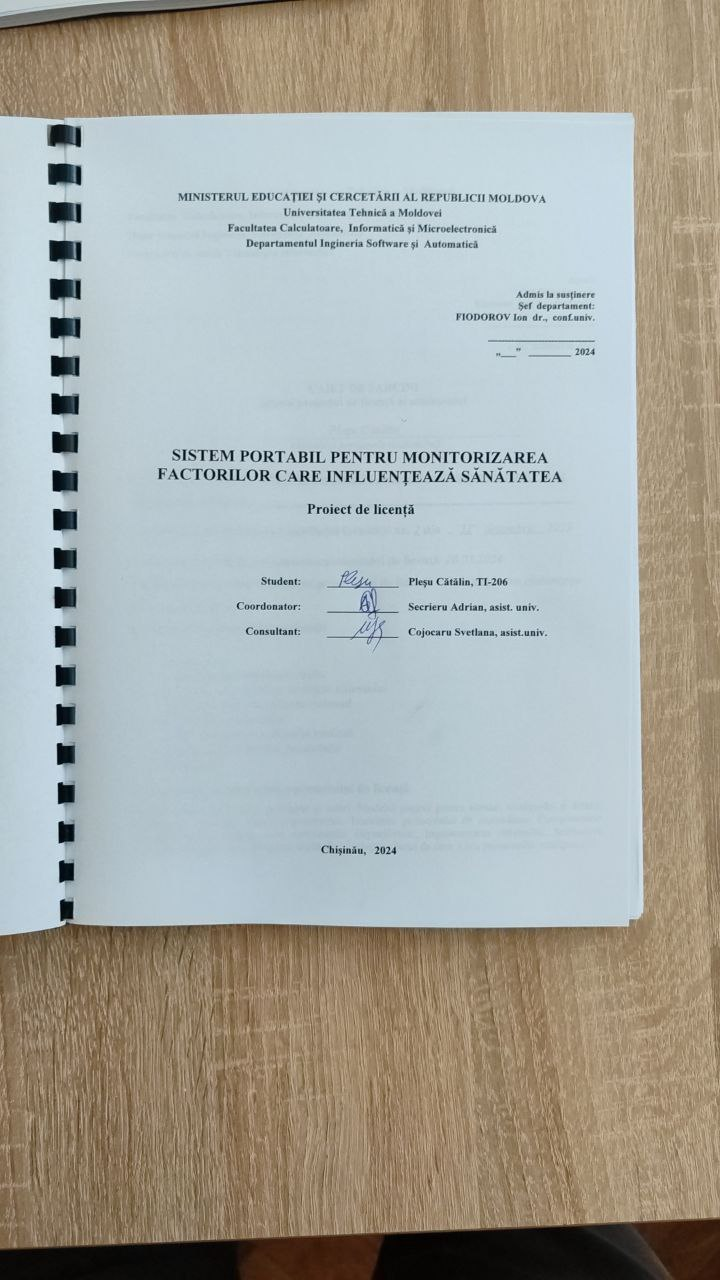 MINISTERUL EDUCAȚIEI ȘI CERCETĂRII AL REPUBLICII MOLDOVA
Universitatea Tehnică a Moldovei
Facultatea Calculatoare, Informatică și Microelectronică
Departamentul Ingineria Software și Automatică
Admis la susținere
Șef departament:
FIODOROV Ion dr., conf.univ.
„___” ________ 2024
SISTEM PORTABIL PENTRU MONITORIZAREA
FACTORILOR CARE INFLUENȚEAZĂ SĂNĂTATEA
Proiect de licență
Student: Pleșu Pleșu Cătălin, TI-206
Coordonator: Secrieru Adrian, asist. univ.
Consultant: Cojocaru Svetlana, asist.univ.
Chișinău, 2024